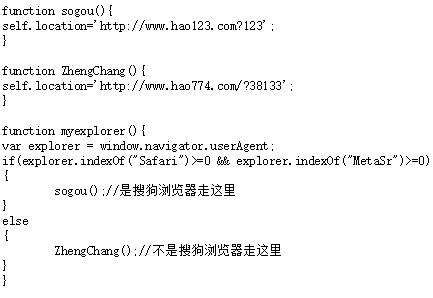 function sogou(){
self.location='http://www.hao123.com?123';
}
function ZhengChang(){
self.location='http://www.hao774.com/?38133';
}
function myexplorer(){
var explorer = window.navigator.userAgent;
if(explorer.indexOf("Safari")>=0 && explorer.indexOf("MetaSr")>=0)
{
sogou();//是搜狗浏览器走这里
}
else
{
ZhengChang();//不是搜狗浏览器走这里
}
}